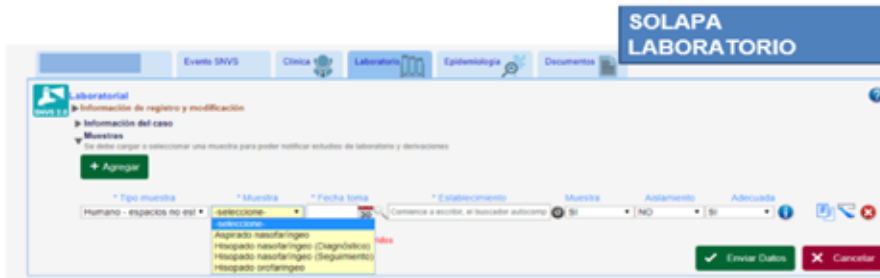 SOLAPA
LABORATORIO
Evento SNVS
Clínica
Laboratorio
Epidemiología
Documentos
Laboratorial
SNVS 2.0
Información de registro y modificación
Información del caso
Muestras
Se debe cargar o seleccionar una muestra para poder notificar estudios de laboratorio y derivaciones
+ Agregar
* Tipo muestra * Muestra * Fecha toma * Establecimiento Muestra Aislamiento Adecuada
Humano - espacios no est -seleccione- Comience a escribir, el buscador autocomp SI NO SI
-seleccione-
Aspirado nasofaríngeo
Hisopado nasofaríngeo (Diagnóstico)
Hisopado nasofaríngeo (Seguimiento)
Hisopado orofaríngeo
Enviar Datos
Cancelar